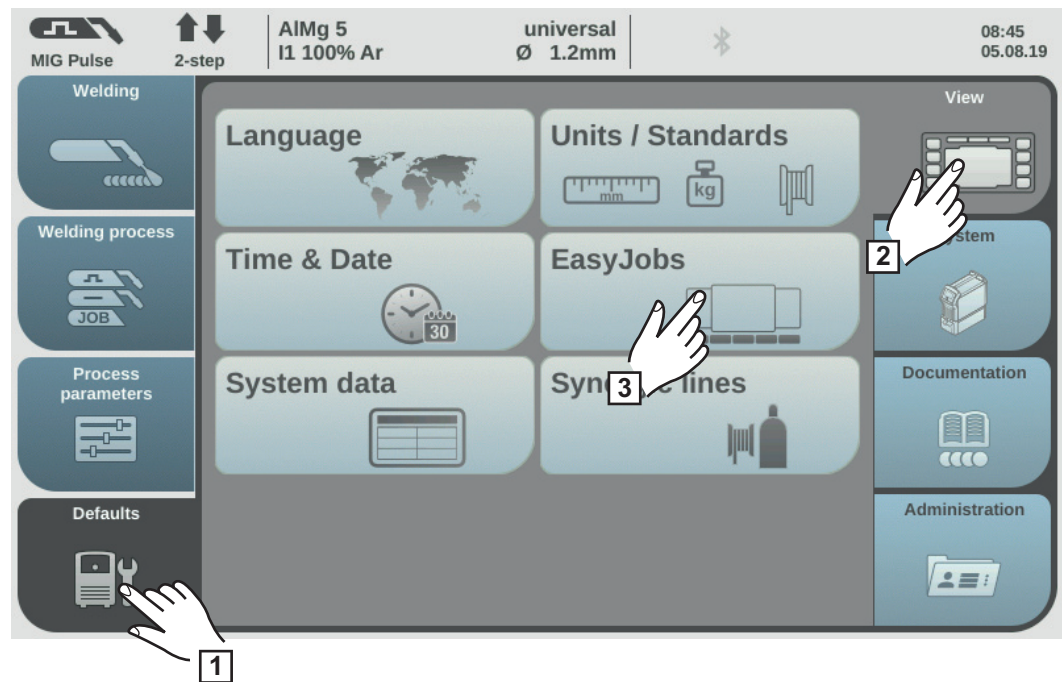 MIG Pulse
2-step
AlMg 5
I1 100% Ar
universal
Ø 1.2mm
08:45
05.08.19
Welding
Welding process
JOB
Process
parameters
Defaults
Language
Units / Standards
mm
kg
Time & Date
30
EasyJobs
System data
lines
View
Documentation
Administration
1
2
3